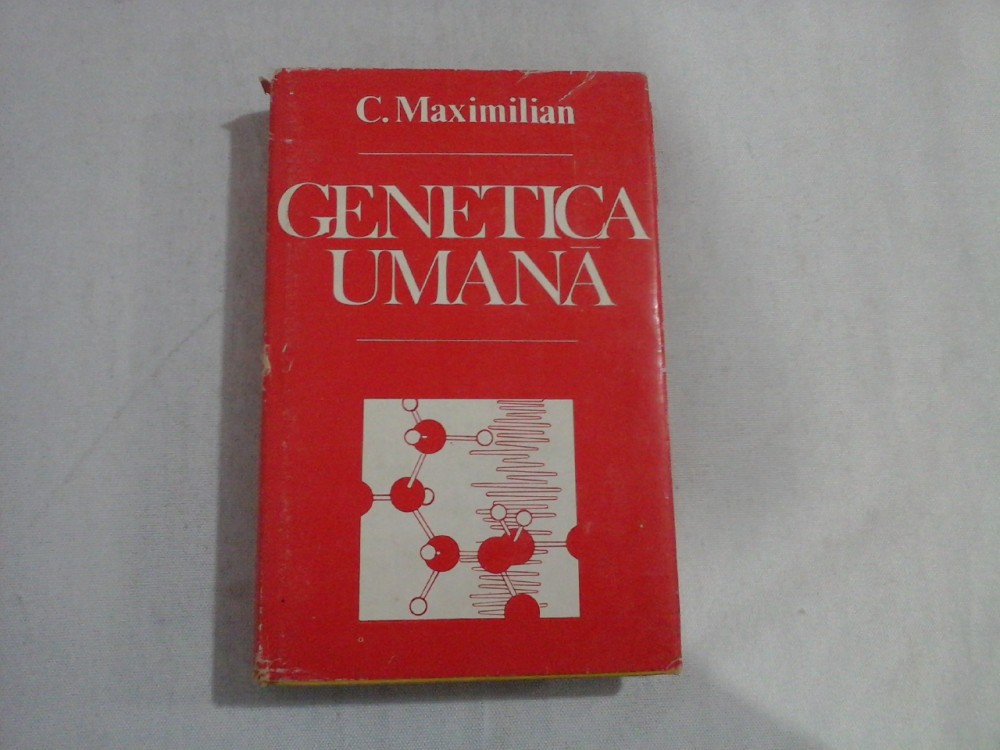 C. Maximilian
GENETICA
UMANĂ